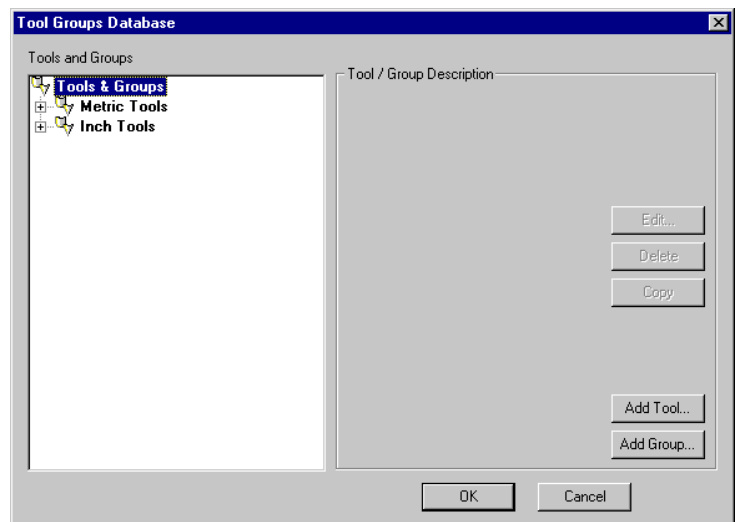 Tool Groups Database
Tools and Groups
Tools & Groups
Metric Tools
Inch Tools
Tool / Group Description
Edit...
Delete
Copy
Add Tool...
Add Group...
OK
Cancel